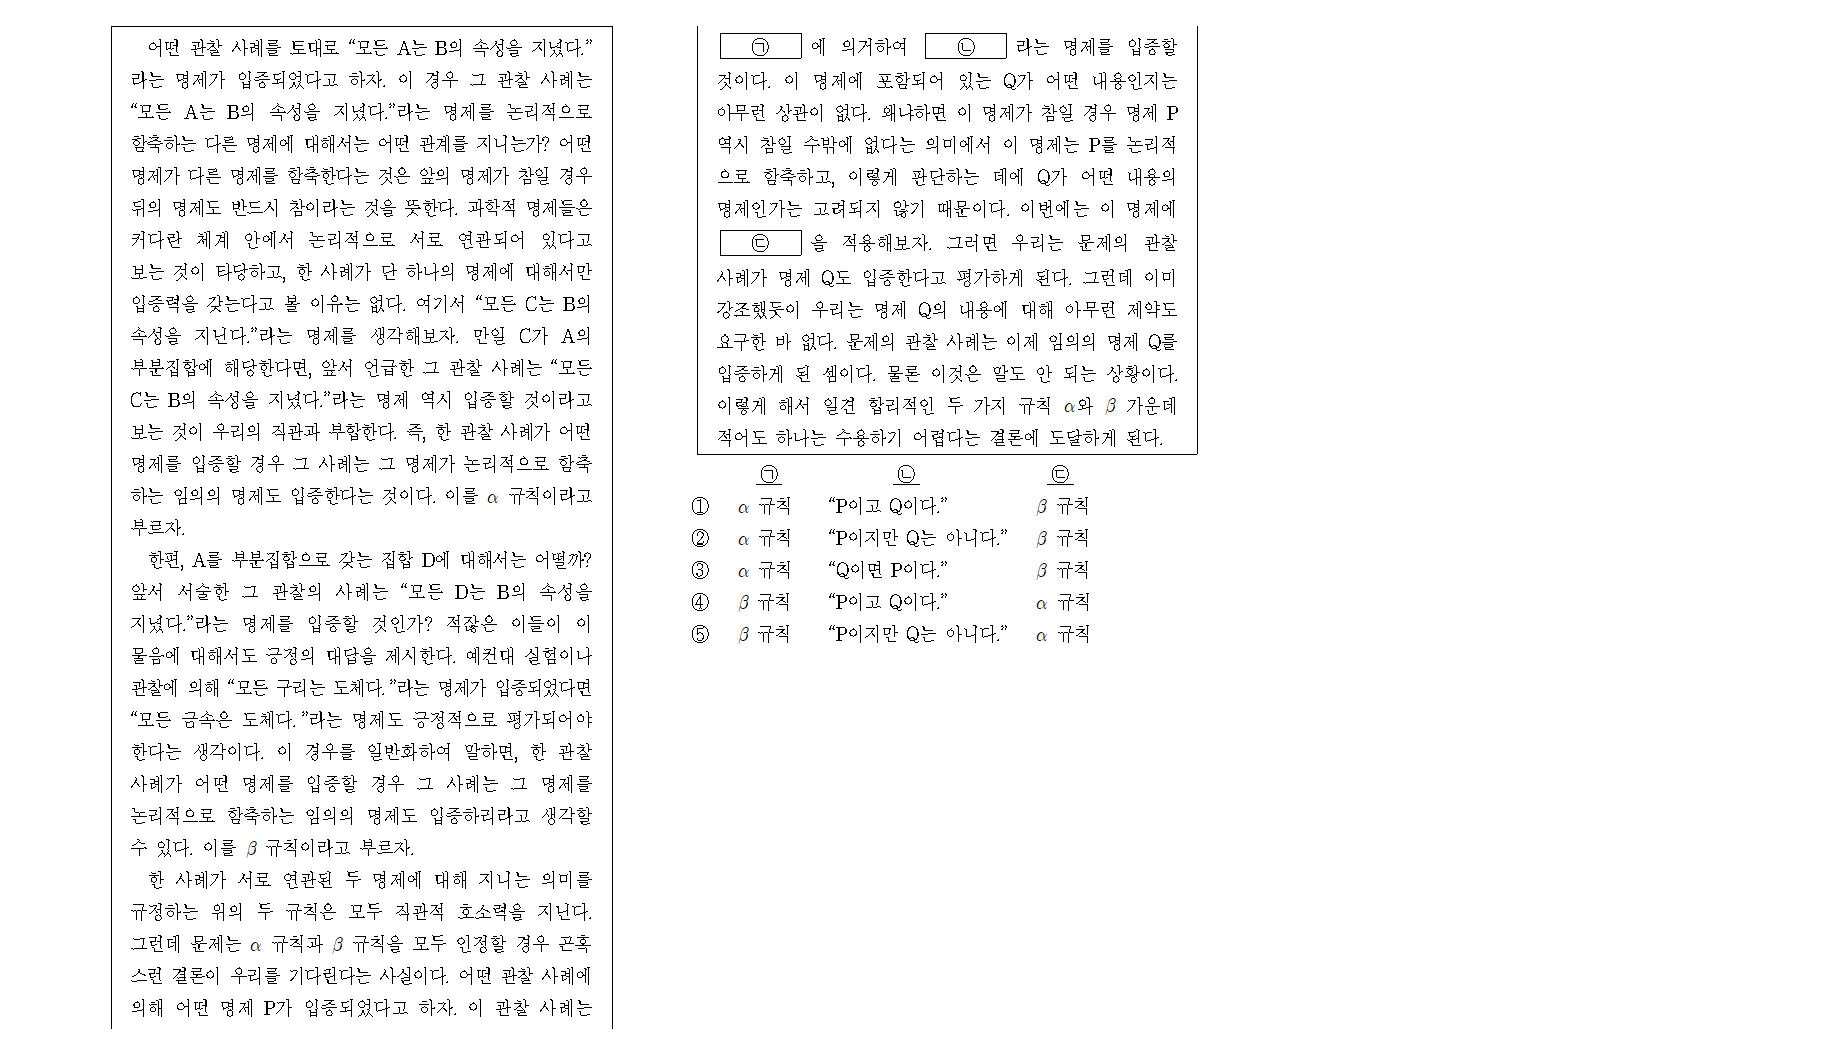 어떤 관찰 사례를 토대로 “모든 A는 B의 속성을 지녔다.”
라는 명제가 입증되었다고 하자. 이 경우 그 관찰 사례는
“모든 A는 B의 속성을 지녔다.”라는 명제를 논리적으로
함축하는 다른 명제에 대해서는 어떤 관계를 지니는가? 어떤
명제가 다른 명제를 함축한다는 것은 앞의 명제가 참일 경우
뒤의 명제도 반드시 참이라는 것을 뜻한다. 과학적 명제들은
커다란 체계 안에서 논리적으로 서로 연관되어 있다고
보는 것이 타당하고, 한 사례가 단 하나의 명제에 대해서만
입증력을 갖는다고 볼 이유는 없다. 여기서 “모든 C는 B의
속성을 지닌다.”라는 명제를 생각해보자. 만일 C가 A의
부분집합에 해당한다면, 앞서 언급한 그 관찰 사례는 “모든
C는 B의 속성을 지녔다.”라는 명제 역시 입증할 것이라고
보는 것이 우리의 직관과 부합한다. 즉, 한 관찰 사례가 어떤
명제를 입증할 경우 그 사례는 그 명제가 논리적으로 함축
하는 임의의 명제도 입증한다는 것이다. 이를 α 규칙이라고
부르자.
한편, A를 부분집합으로 갖는 집합 D에 대해서는 어떨까?
앞서 서술한 그 관찰의 사례는 “모든 D는 B의 속성을
지녔다.”라는 명제를 입증할 것인가? 적잖은 이들이 이
물음에 대해서도 긍정의 대답을 제시한다. 예컨대 실험이나
관찰에 의해 “모든 구리는 도체다.”라는 명제가 입증되었다면
“모든 금속은 도체다.”라는 명제도 긍정적으로 평가되어야
한다는 생각이다. 이 경우를 일반화하여 말하면, 한 관찰
사례가 어떤 명제를 입증할 경우 그 사례는 그 명제를
논리적으로 함축하는 임의의 명제도 입증하리라고 생각할
수 있다. 이를 β 규칙이라고 부르자.
한 사례가 서로 연관된 두 명제에 대해 지니는 의미를
규정하는 위의 두 규칙은 모두 직관적 호소력을 지닌다.
그런데 문제는 α 규칙과 β 규칙을 모두 인정할 경우 곤혹
스런 결론이 우리를 기다린다는 사실이다. 어떤 관찰 사례에
의해 어떤 명제 P가 입증되었다고 하자. 이 관찰 사례는
㉠ 에 의거하여 ㉡ 라는 명제를 입증할
것이다. 이 명제에 포함되어 있는 Q가 어떤 내용인지는
아무런 상관이 없다. 왜냐하면 이 명제가 참일 경우 명제 P
역시 참일 수밖에 없다는 의미에서 이 명제는 P를 논리적
으로 함축하고, 이렇게 판단하는 데에 Q가 어떤 내용의
명제인가는 고려되지 않기 때문이다. 이번에는 이 명제에
㉢ 을 적용해보자. 그러면 우리는 문제의 관찰
사례가 명제 Q도 입증한다고 평가하게 된다. 그런데 이미
강조했듯이 우리는 명제 Q의 내용에 대해 아무런 제약도
요구한 바 없다. 문제의 관찰 사례는 이제 임의의 명제 Q를
입증하게 된 셈이다. 물론 이것은 말도 안 되는 상황이다.
이렇게 해서 일견 합리적인 두 가지 규칙 α와 β 가운데
적어도 하나는 수용하기 어렵다는 결론에 도달하게 된다.
㉠ ㉡ ㉢
① α 규칙 “P이고 Q이다.” β 규칙
② α 규칙 “P이지만 Q는 아니다.” β 규칙
③ α 규칙 “Q이면 P이다.” β 규칙
④ β 규칙 “P이고 Q이다.” α 규칙
⑤ β 규칙 “P이지만 Q는 아니다.” α 규칙